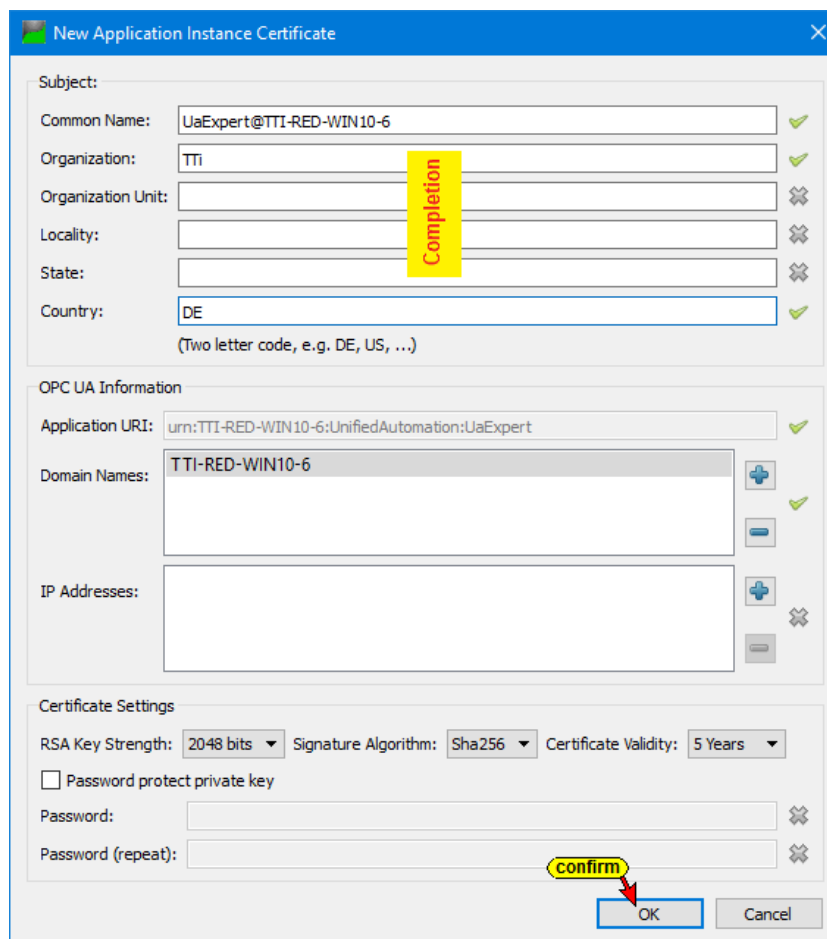 New Application Instance Certificate
Subject:
Common Name: UaExpert@TTI-RED-WIN10-6
Organization: TTi
Organization Unit:
Locality:
State:
Country: DE
(Two letter code, e.g. DE, US, ...)
Completion
OPC UA Information
Application URI: urn:TTI-RED-WIN10-6:UnifiedAutomation:UaExpert
Domain Names: TTI-RED-WIN10-6
IP Addresses:
Certificate Settings
RSA Key Strength: 2048 bits Signature Algorithm: Sha256 Certificate Validity: 5 Years
Password protect private key
Password:
Password (repeat):
confirm
OK Cancel